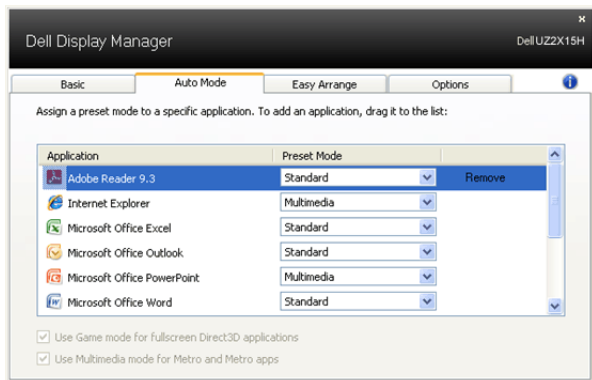 Dell Display Manager
Dell UZ2X15H
Basic
Auto Mode
Easy Arrange
Options
Assign a preset mode to a specific application. To add an application, drag it to the list:
Application Preset Mode
Adobe Reader 9.3 Standard Remove
Internet Explorer Multimedia
Microsoft Office Excel Standard
Microsoft Office Outlook Standard
Microsoft Office PowerPoint Multimedia
Microsoft Office Word Standard
Use Game mode for fullscreen Direct3D applications
Use Multimedia mode for Metro and Metro apps